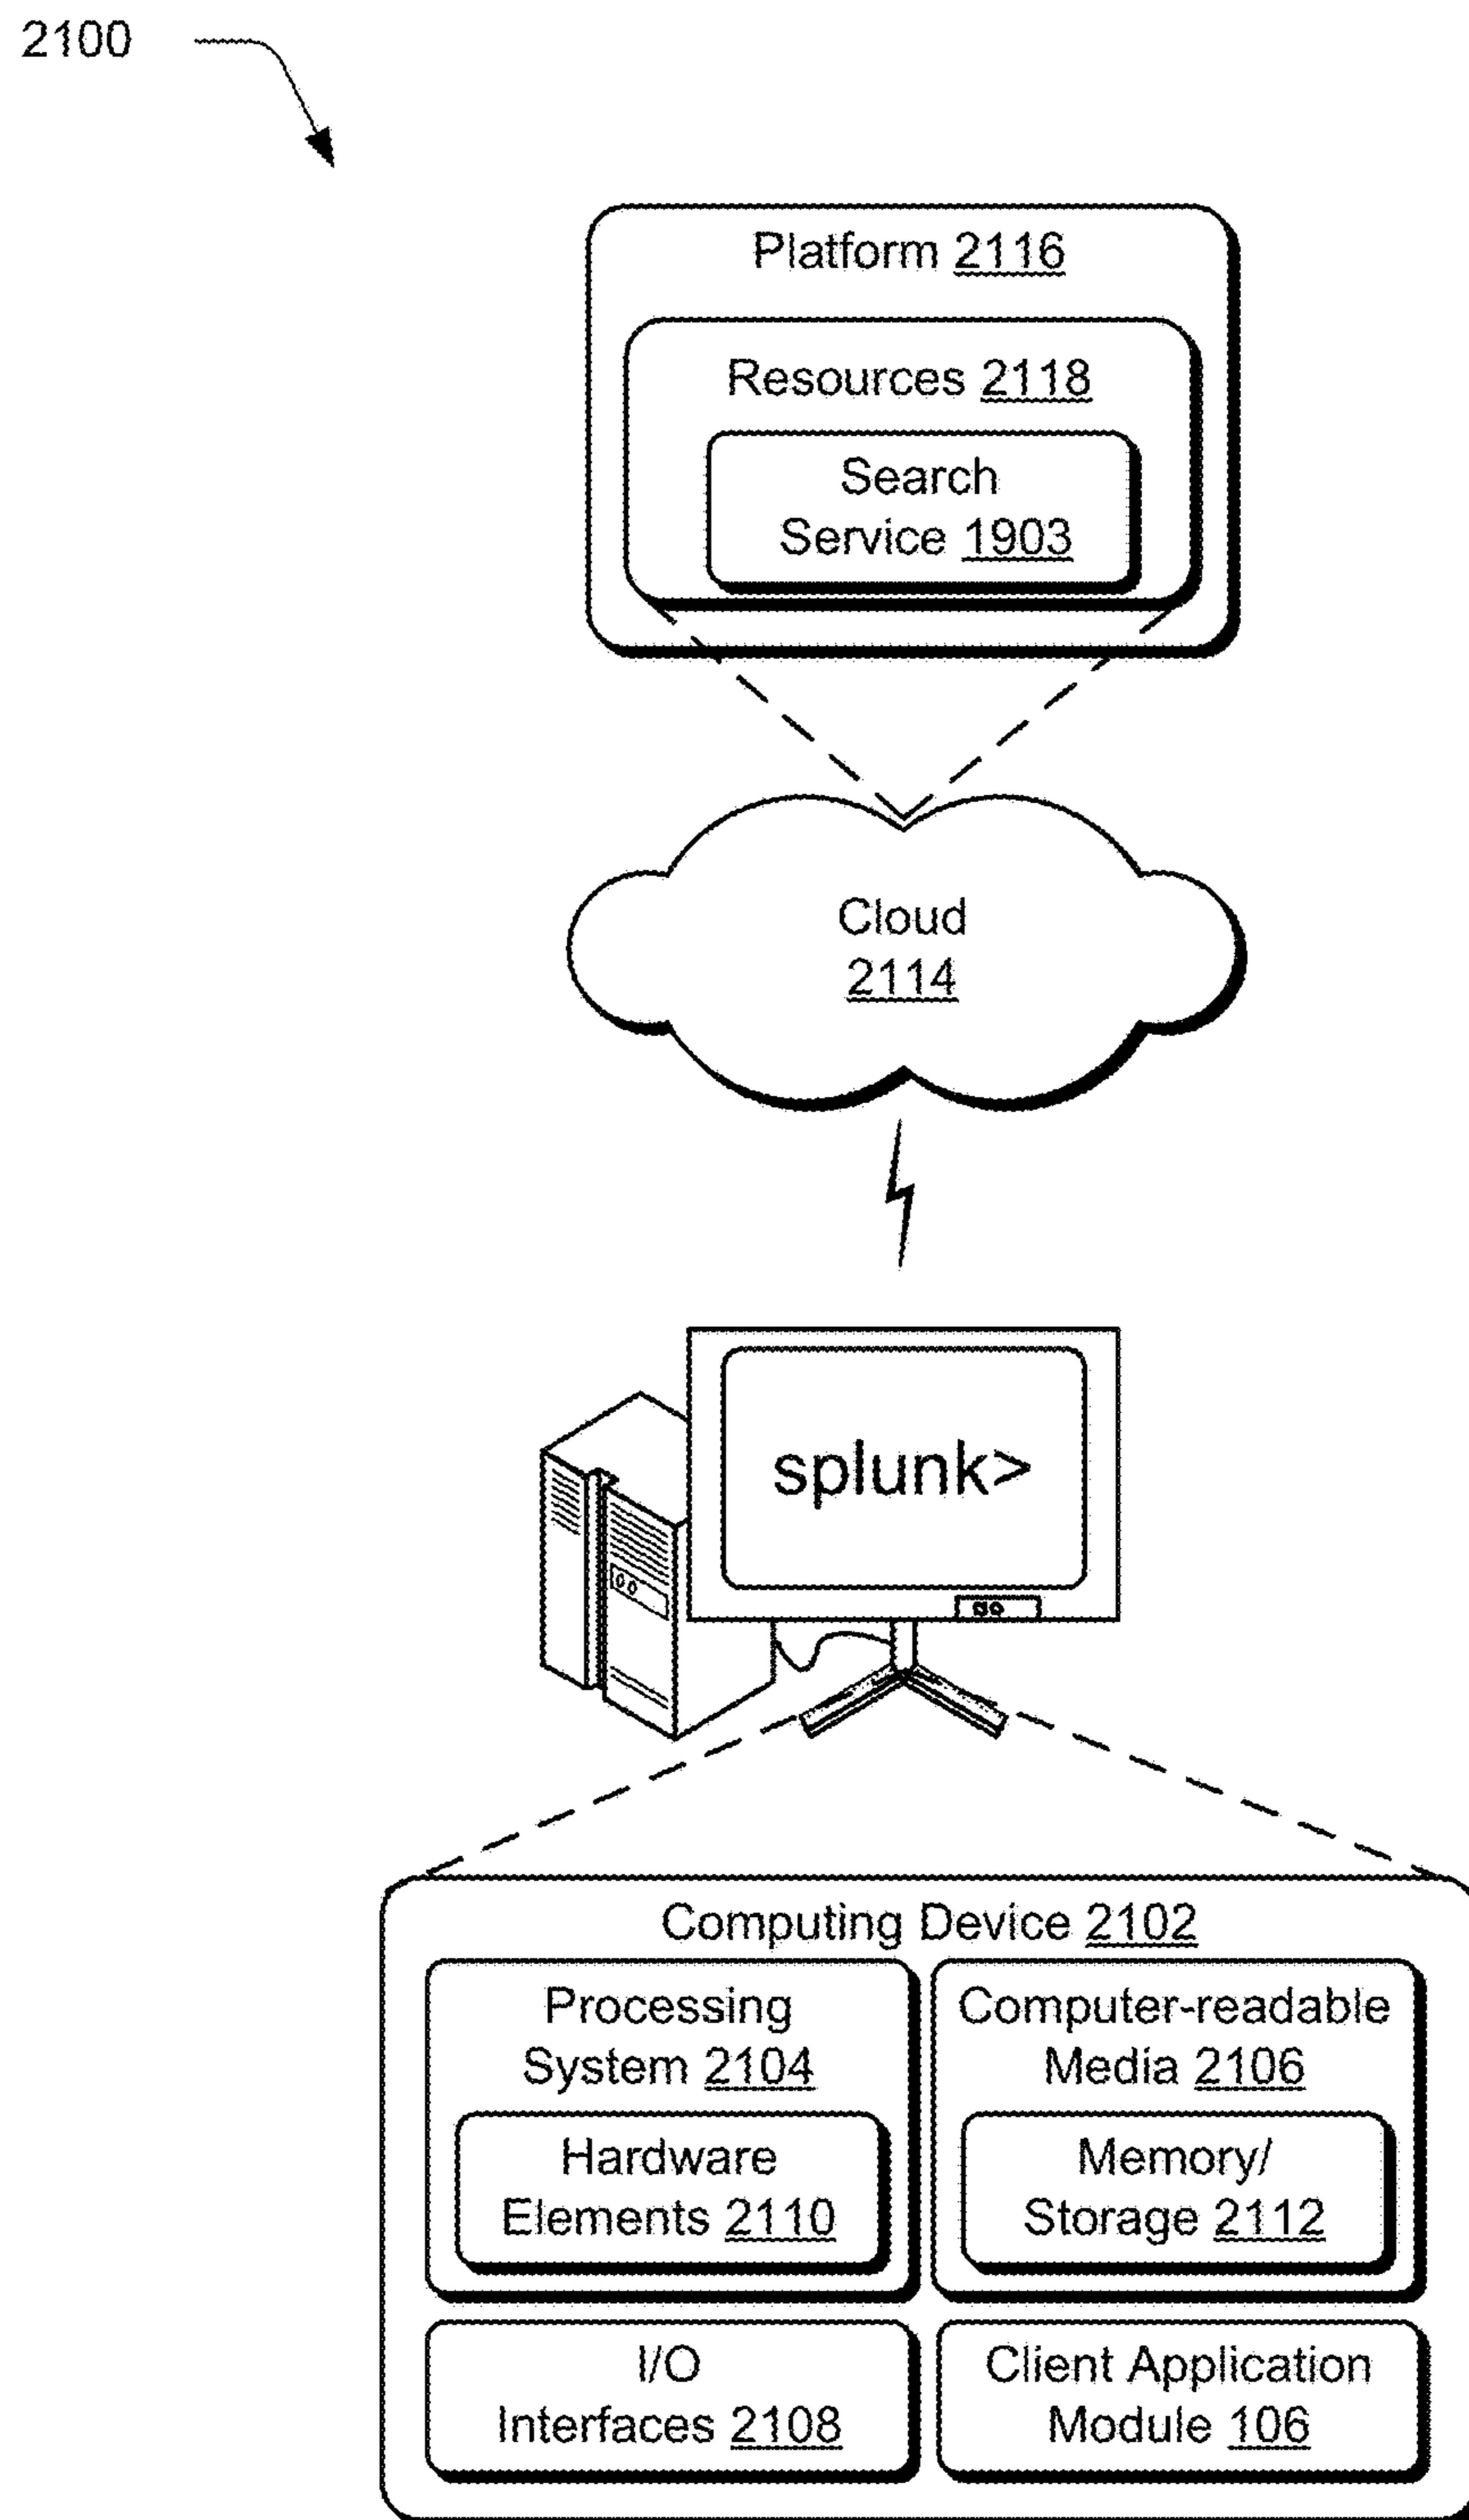 2100
Platform 2116
Resources 2118
Search
Service 1903
Cloud
2114
splunk>
Computing Device 2102
Processing
System 2104
Hardware
Elements 2110
Computer-readable
Media 2106
Memory/
Storage 2112
I/O
Interfaces 2108
Client Application
Module 106